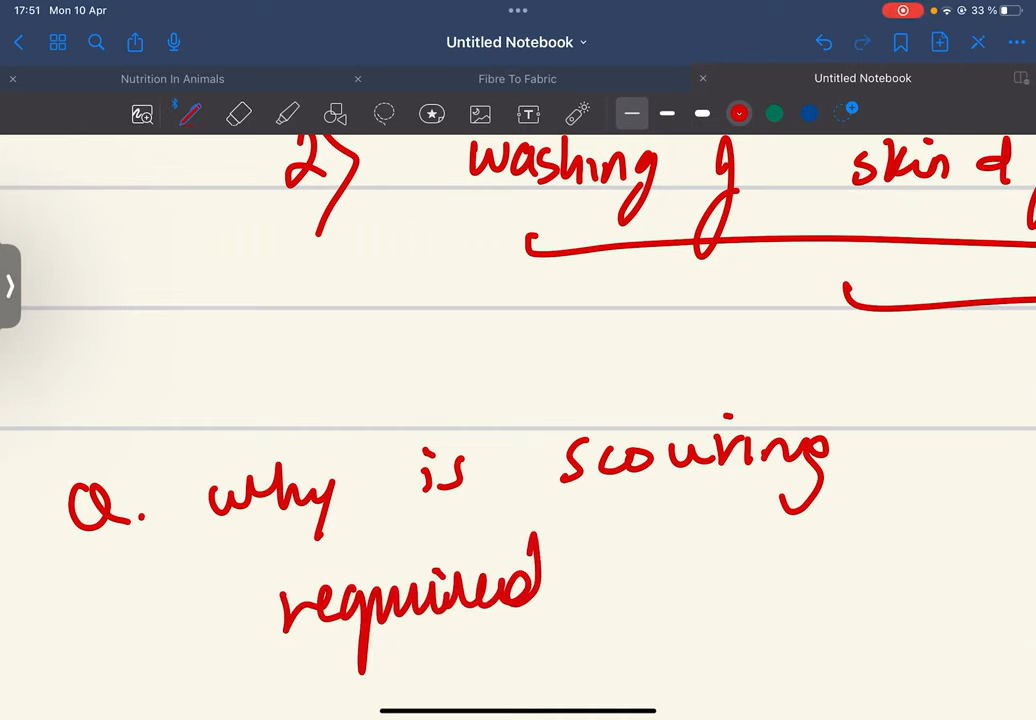 17:51 Mon 10 Apr
33 %
Untitled Notebook
Nutrition In Animals
Fibre To Fabric
Untitled Notebook
2) washing of skin
Q. why is scouring
required